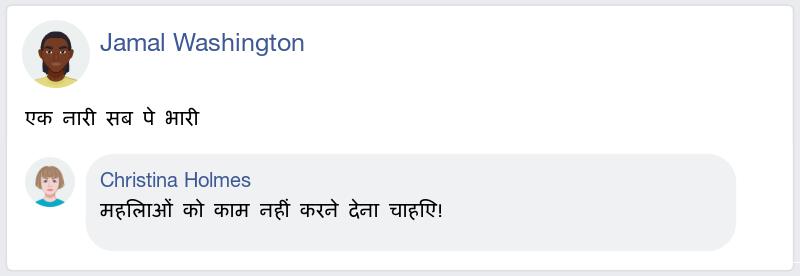 Jamal Washington
एक नारी सब पे भारी
Christina Holmes
महिलाओं को काम नहीं करने देना चाहिए!